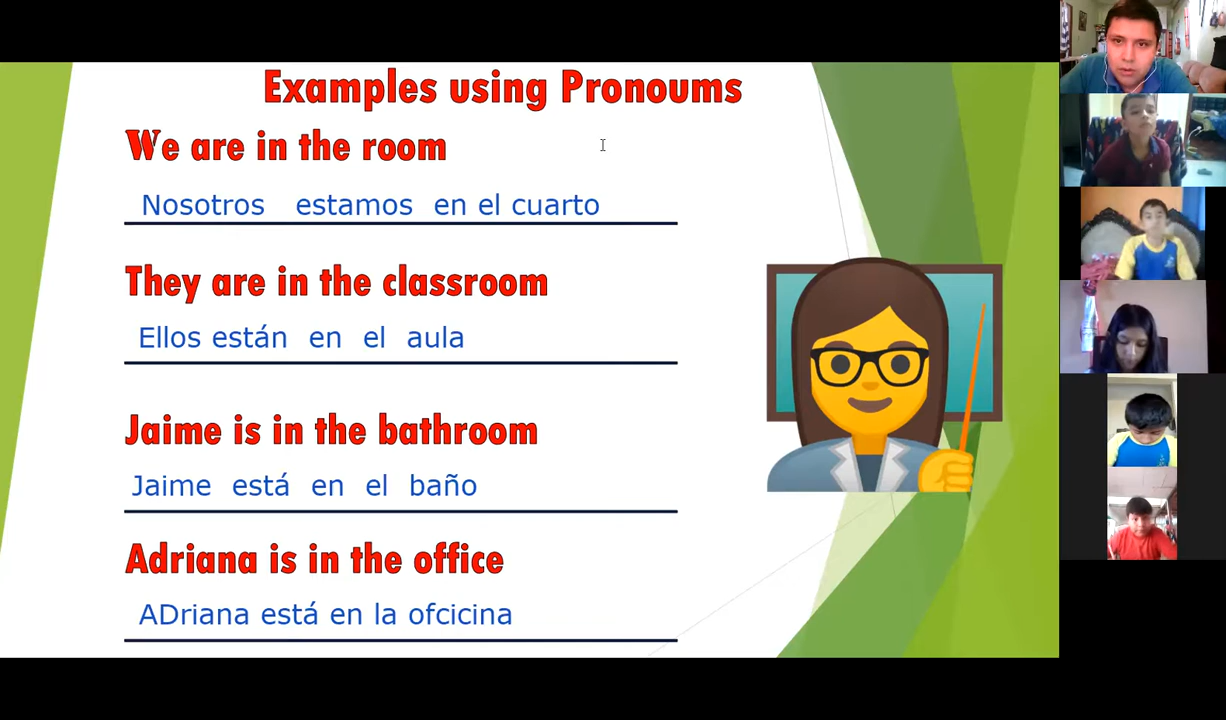 Examples using Pronoums
We are in the room
Nosotros estamos en el cuarto
They are in the classroom
Ellos están en el aula
Jaime is in the bathroom
Jaime está en el baño
Adriana is in the office
ADriana está en la ofcicina